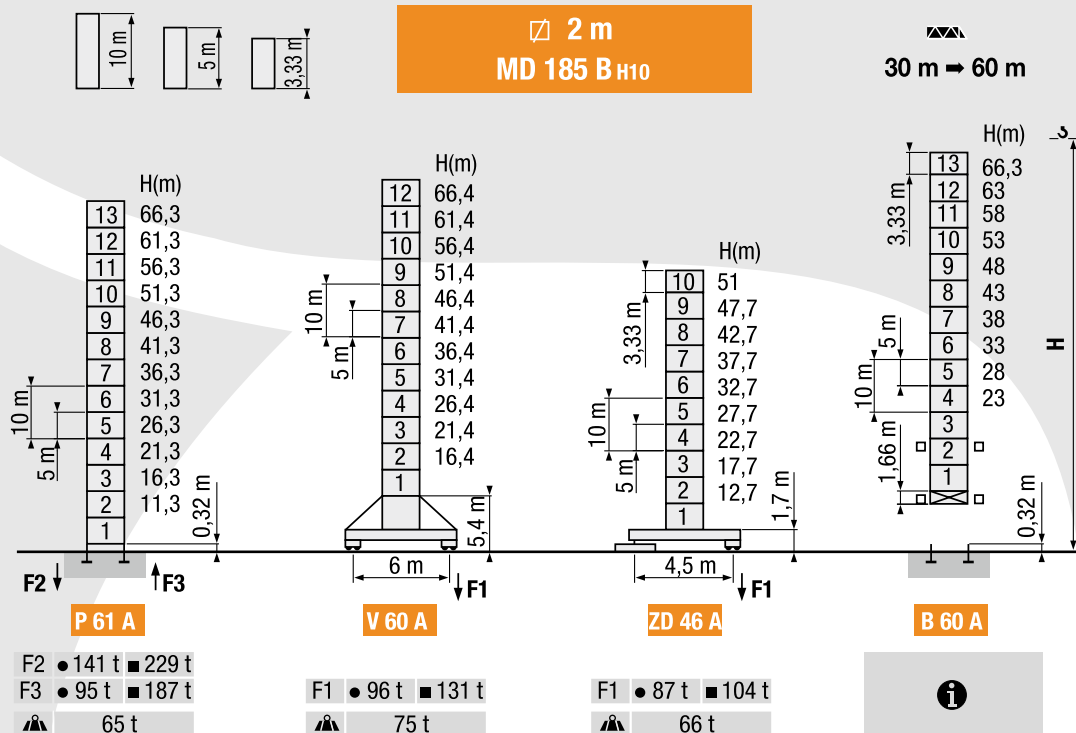 10 m
5 m
3,33 m
2 m
MD 185 B H10
30 m ➡ 60 m
H(m)
13 66,3
12 61,3
11 56,3
10 51,3
9 46,3
8 41,3
7 36,3
6 31,3
5 26,3
4 21,3
3 16,3
2 11,3
1
10 m
5 m
0,32 m
F2
F3
P 61 A
F2 ● 141 t ■ 229 t
F3 ● 95 t ■ 187 t
65 t
H(m)
12 66,4
11 61,4
10 56,4
9 51,4
8 46,4
7 41,4
6 36,4
5 31,4
4 26,4
3 21,4
2 16,4
1
10 m
5 m
5,4 m
6 m
F1
V 60 A
F1 ● 96 t ■ 131 t
75 t
H(m)
10 51
9 47,7
8 42,7
7 37,7
6 32,7
5 27,7
4 22,7
3 17,7
2 12,7
1
3,33 m
10 m
5 m
1,7 m
4,5 m
F1
ZD 46 A
F1 ● 87 t ■ 104 t
66 t
H(m)
13 66,3
12 63
11 58
10 53
9 48
8 43
7 38
6 33
5 28
4 23
3
2
1
3,33 m
5 m
10 m
1,66 m
H
0,32 m
B 60 A
i